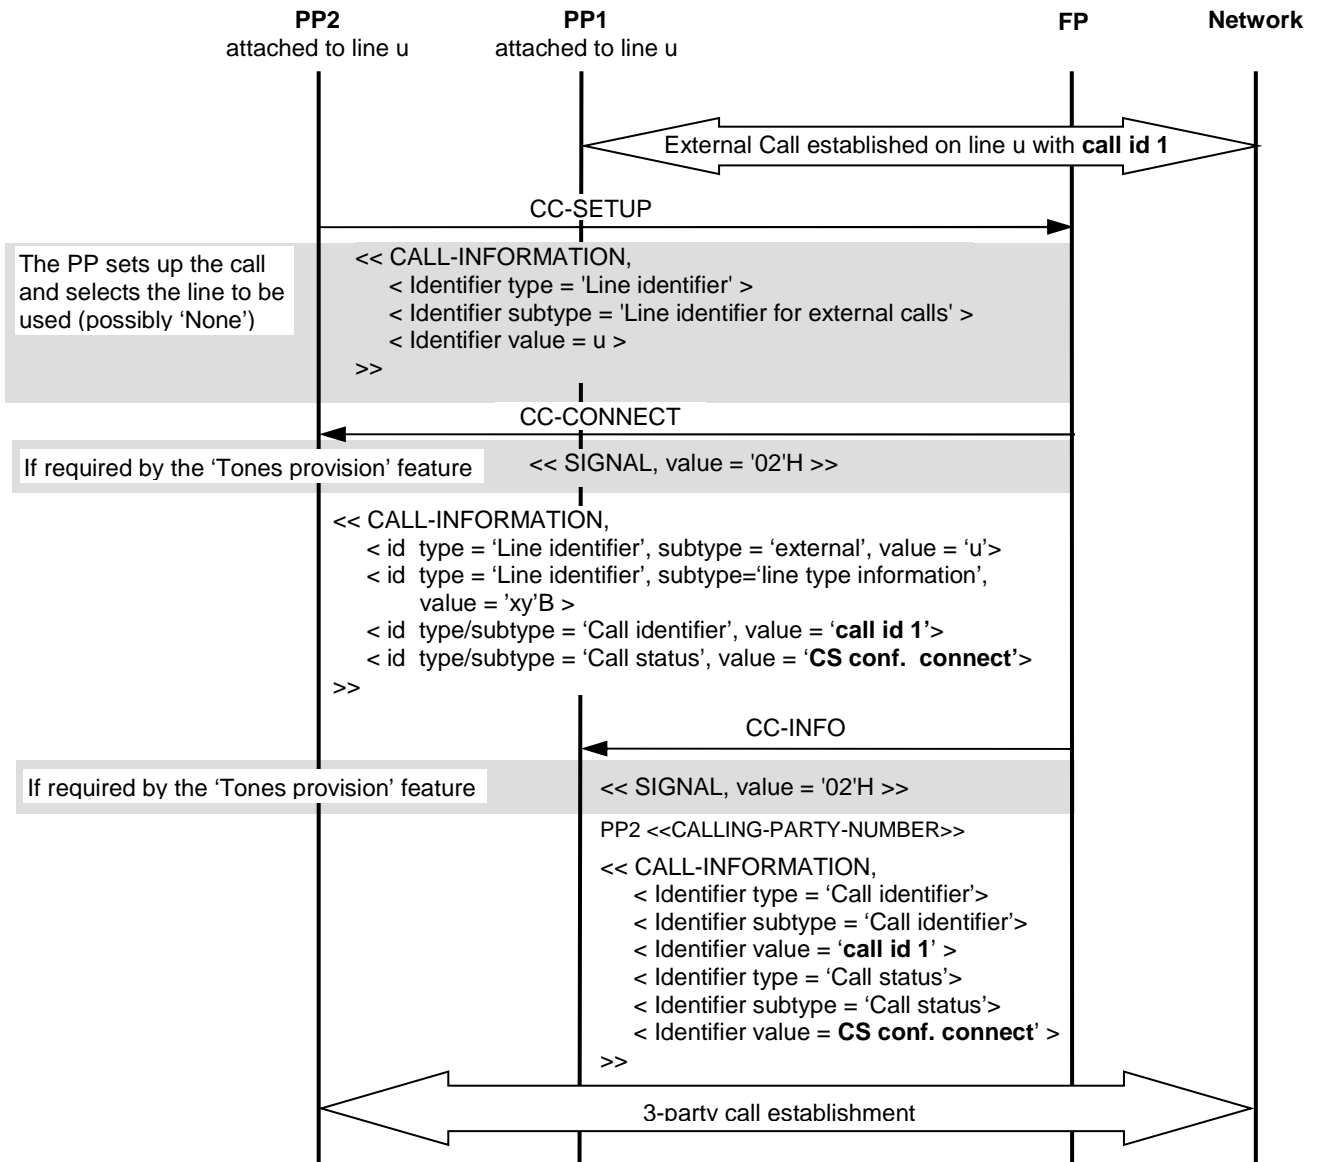 PP2
attached to line u
PP1
attached to line u
FP
Network
External Call established on line u with call id 1
CC-SETUP
The PP sets up the call
and selects the line to be
used (possibly ‘None’)
<< CALL-INFORMATION,
< Identifier type = 'Line identifier' >
< Identifier subtype = 'Line identifier for external calls' >
< Identifier value = u >
>>
CC-CONNECT
If required by the ‘Tones provision’ feature
<< SIGNAL, value = '02'H >>
<< CALL-INFORMATION,
< id type = ‘Line identifier’, subtype = ‘external’, value = ‘u’>
< id type = ‘Line identifier’, subtype=‘line type information’,
value = ’xy’B >
< id type/subtype = ‘Call identifier’, value = ‘call id 1’>
< id type/subtype = ‘Call status’, value = ‘CS conf. connect’>
>>
CC-INFO
If required by the ‘Tones provision’ feature
<< SIGNAL, value = '02'H >>
PP2 <<CALLING-PARTY-NUMBER>>
<< CALL-INFORMATION,
< Identifier type = ‘Call identifier’>
< Identifier subtype = ‘Call identifier’>
< Identifier value = ‘call id 1’ >
< Identifier type = ‘Call status’>
< Identifier subtype = ‘Call status’>
< Identifier value = CS conf. connect’ >
>>
3-party call establishment